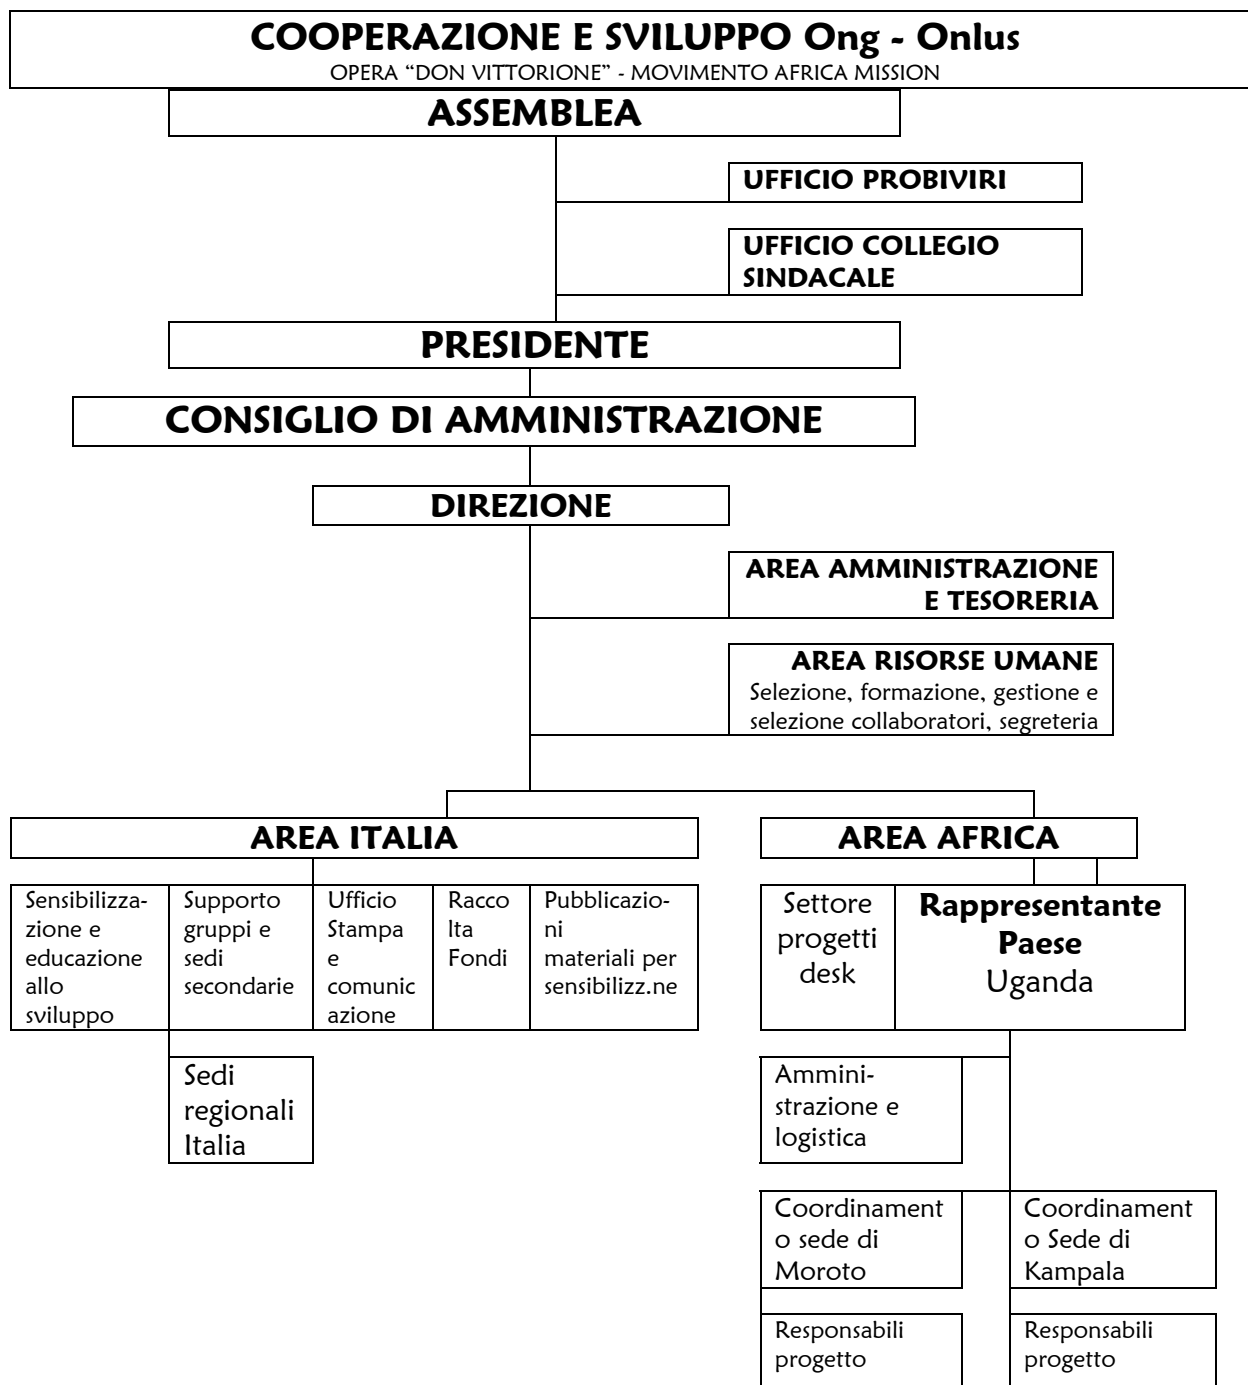 COOPERAZIONE E SVILUPPO Ong - Onlus
OPERA “DON VITTORIONE” - MOVIMENTO AFRICA MISSION
ASSEMBLEA
UFFICIO PROBIVIRI
UFFICIO COLLEGIO
SINDACALE
PRESIDENTE
CONSIGLIO DI AMMINISTRAZIONE
DIREZIONE
AREA AMMINISTRAZIONE
E TESORERIA
AREA RISORSE UMANE
Selezione, formazione, gestione e
selezione collaboratori, segreteria
AREA ITALIA
Sensibilizza-
zione e
educazione
allo
sviluppo
Supporto
gruppi e
sedi
secondarie
Ufficio
Stampa
e
comunic
azione
Racco
lta
Fondi
Pubblicazio-
ni
materiali per
sensibilizz.ne
Sedi
regionali
Italia
AREA AFRICA
Settore
progetti
desk
Rappresentante
Paese
Uganda
Ammini-
strazione e
logistica
Coordinament
o sede di
Moroto
Coordinament
o Sede di
Kampala
Responsabili
progetto
Responsabili
progetto